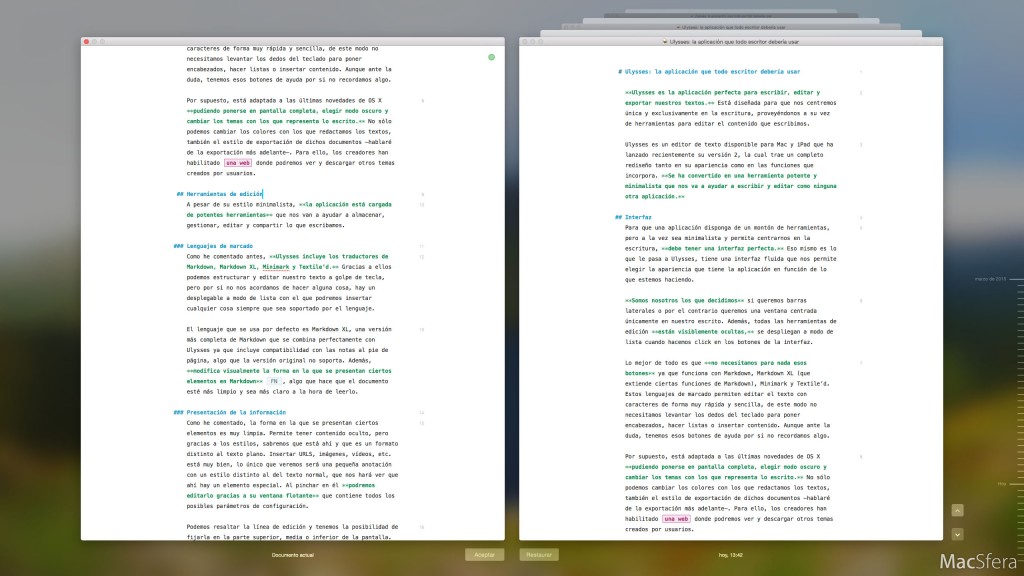 caracteres de forma muy rápida y sencilla, de este modo no
necesitamos levantar los dedos del teclado para poner
encabezados, hacer listas o insertar contenido. Aunque ante la
duda, tenemos esos botones de ayuda por si no recordamos algo.
Por supuesto, está adaptada a las últimas novedades de OS X
**pudiendo ponerse en pantalla completa, elegir modo oscuro y
cambiar los temas con los que representa lo escrito.** No sólo
podemos cambiar los colores con los que redactamos los textos,
también el estilo de exportación de dichos documentos —hablaré
de la exportación más adelante—. Para ello, los creadores han
habilitado una web donde podremos ver y descargar otros temas
creados por usuarios.
## Herramientas de edición
A pesar de su estilo minimalista, **la aplicación está cargada
de potentes herramientas** que nos van a ayudar a almacenar,
gestionar, editar y compartir lo que escribamos.
### Lenguajes de marcado
Como he comentado antes, **Ulysses incluye los traductores de
Markdown, Markdown XL, Minimark y Textile'd.** Gracias a ellos
podemos estructurar y editar nuestro texto a golpe de tecla,
pero por si no nos acordamos de hacer alguna cosa, hay un
desplegable a modo de lista con el que podremos insertar
cualquier cosa siempre que sea soportado por el lenguaje.
El lenguaje que se usa por defecto es Markdown XL, una versión
más completa de Markdown que se combina perfectamente con
Ulysses ya que incluye compatibilidad con las notas al pie de
página, algo que la versión original no soporta. Además,
**modifica visualmente la forma en la que se presentan ciertos
elementos en Markdown** FN , algo que hace que el documento
esté más limpio y sea más claro a la hora de leerlo.
### Presentación de la información
Como he comentado, la forma en la que se presentan ciertos
elementos es muy limpia. Permite tener contenido oculto, pero
gracias a los estilos, sabremos que está ahí y que es un formato
distinto al texto plano. Insertar URLS, imágenes, vídeos, etc.
está muy bien, lo único que veremos será una pequeña anotación
con un estilo distinto al del texto normal, que nos hará ver que
ahí hay un elemento especial. Al pinchar en él **podremos
editarlo gracias a su ventana flotante** que contiene todos los
posibles parámetros de configuración.
Podemos resaltar la línea de edición y tenemos la posibilidad de
fijarla en la parte superior, media o inferior de la pantalla.
Documento actual
Aceptar
Ulysses: la aplicación que todo escritor debería usar
# Ulysses: la aplicación que todo escritor debería usar
**Ulysses es la aplicación perfecta para escribir, editar y
exportar nuestros textos.** Está diseñada para que nos centremos
única y exclusivamente en la escritura, proveyéndonos a su vez
de herramientas para editar el contenido que escribimos.
Ulysses es un editor de texto disponible para Mac y iPad que ha
lanzado recientemente su versión 2, la cual trae un completo
rediseño tanto en su apariencia como en las funciones que
incorpora. **Se ha convertido en una herramienta potente y
minimalista que nos va a ayudar a escribir y editar como ninguna
otra aplicación.**
## Interfaz
Para que una aplicación disponga de un montón de herramientas,
pero a la vez sea minimalista y permita centrarnos en la
escritura, **debe tener una interfaz perfecta.** Eso mismo es lo
que le pasa a Ulysses, tiene una interfaz fluida que nos permite
elegir la apariencia que tiene la aplicación en función de lo
que estemos haciendo.
**Somos nosotros los que decidimos** si queremos barras
laterales o por el contrario queremos una ventana centrada
únicamente en nuestro escrito. Además, todas las herramientas de
edición **están visiblemente ocultas,** se despliegan a modo de
lista cuando hacemos click en los botones de la interfaz.
Lo mejor de todo es que **no necesitamos para nada esos
botones** ya que funciona con Markdown, Markdown XL (que
extiende ciertas funciones de Markdown), Minimark y Textile'd.
Estos lenguajes de marcado permiten editar el texto con
caracteres de forma muy rápida y sencilla, de este modo no
necesitamos levantar los dedos del teclado para poner
encabezados, hacer listas o insertar contenido. Aunque ante la
duda, tenemos esos botones de ayuda por si no recordamos algo.
Por supuesto, está adaptada a las últimas novedades de OS X
**pudiendo ponerse en pantalla completa, elegir modo oscuro y
cambiar los temas con los que representa lo escrito.** No sólo
podemos cambiar los colores con los que redactamos los textos,
también el estilo de exportación de dichos documentos —hablaré
de la exportación más adelante—. Para ello, los creadores han
habilitado una web donde podremos ver y descargar otros temas
creados por usuarios.
Restaurar
hoy, 13:42
marzo de 2016
Hoy
MacSfera